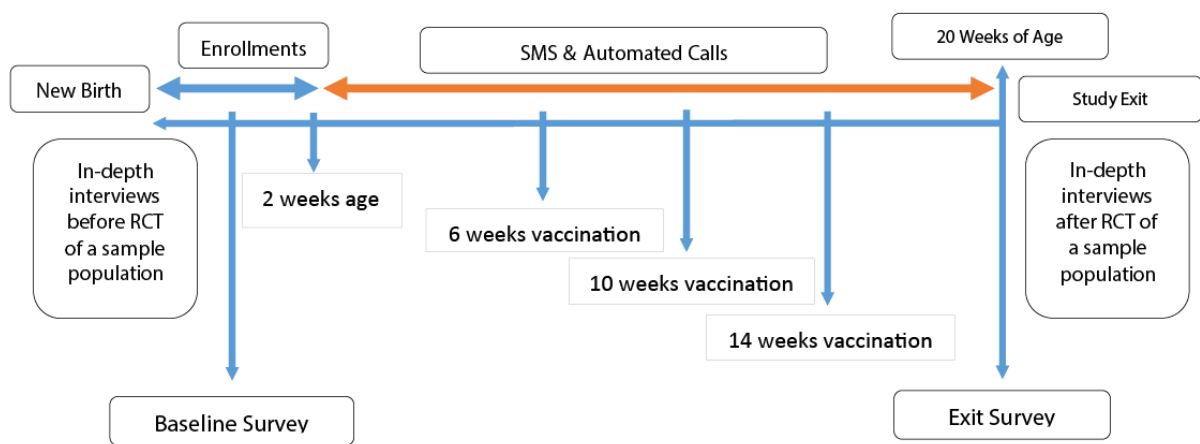 Enrollments
SMS & Automated Calls
20 Weeks of Age
New Birth
Study Exit
In-depth
interviews
before RCT
of a sample
population
2 weeks age
6 weeks vaccination
10 weeks vaccination
14 weeks vaccination
In-depth
interviews
after RCT of
a sample
population
Baseline Survey
Exit Survey